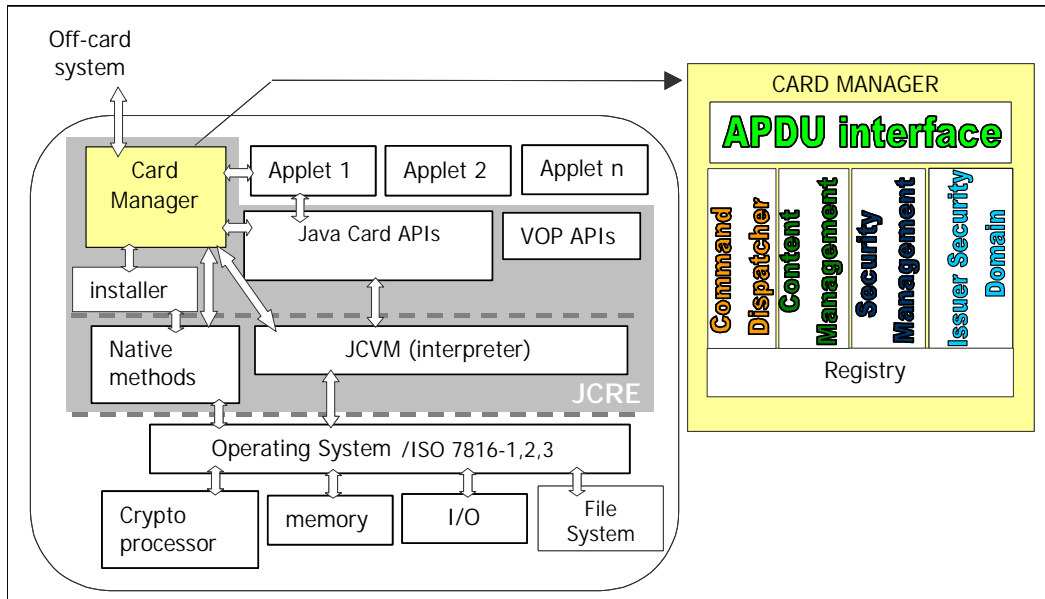 Off-card
system
Card
Manager
Applet 1
Applet 2
Applet n
Java Card APIs
VOP APIs
installer
Native
methods
JCVM (interpreter)
JCRE
Operating System /ISO 7816-1,2,3
Crypto
processor
memory
I/O
File
System
CARD MANAGER
APDU interface
Command
Dispatcher
Content
Management
Security
Management
Issuer Security
Domain
Registry